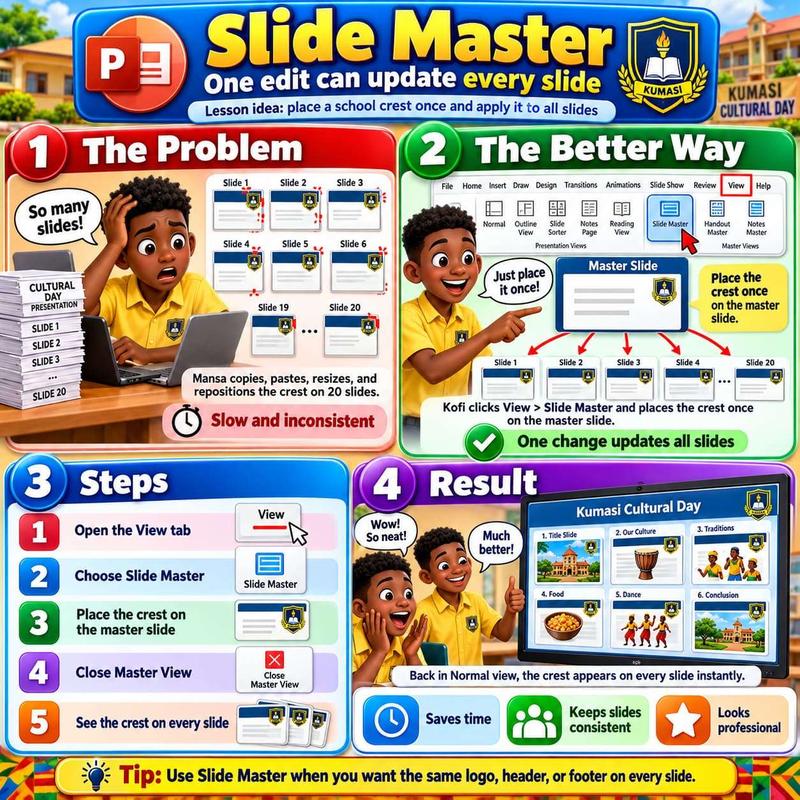 P
Slide Master
One edit can update every slide
Lesson idea: place a school crest once and apply it to all slides
KUMASI
KUMASI
CULTURAL DAY
1 The Problem
So many
slides!
Slide 1 Slide 2 Slide 3
Slide 4 Slide 5 Slide 6
Slide 19 ... Slide 20
CULTURAL
DAY
PRESENTATION
SLIDE 1
SLIDE 2
SLIDE 3
...
SLIDE 20
Mansa copies, pastes, resizes, and
repositions the crest on 20 slides.
Slow and inconsistent
2 The Better Way
File Home Insert Draw Design Transitions Animations Slide Show Review View Help
Normal Outline View Slide Sorter Notes Page Reading View Slide Master Handout Master Notes Master
Presentation Views Master Views
Just place
it once!
Master Slide
Place the
crest once
on the master
slide.
Slide 1 Slide 2 Slide 3 Slide 4 ... Slide 20
Kofi clicks View > Slide Master and places the crest once
on the master slide.
One change updates all slides
3 Steps
1 Open the View tab
View
2 Choose Slide Master
Slide Master
3 Place the crest on
the master slide
4 Close Master View
Close
Master View
5 See the crest on every slide
4 Result
Wow!
So neat!
Much
better!
Kumasi Cultural Day
1. Title Slide 2. Our Culture 3. Traditions
4. Food 5. Dance 6. Conclusion
Back in Normal view, the crest appears on every slide instantly.
Saves time
Keeps slides
consistent
Looks
professional
Tip: Use Slide Master when you want the same logo, header, or footer on every slide.